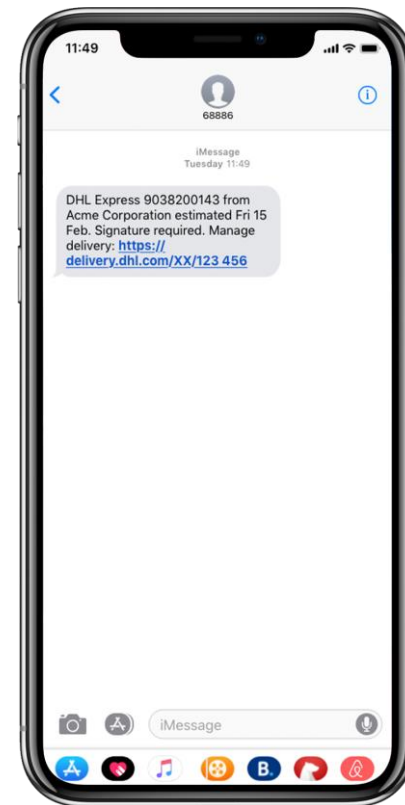 11:49
68886
iMessage
Tuesday 11:49
DHL Express 9038200143 from
Acme Corporation estimated Fri 15
Feb. Signature required. Manage
delivery: https://
delivery.dhl.com/XX/123 456
iMessage
B.